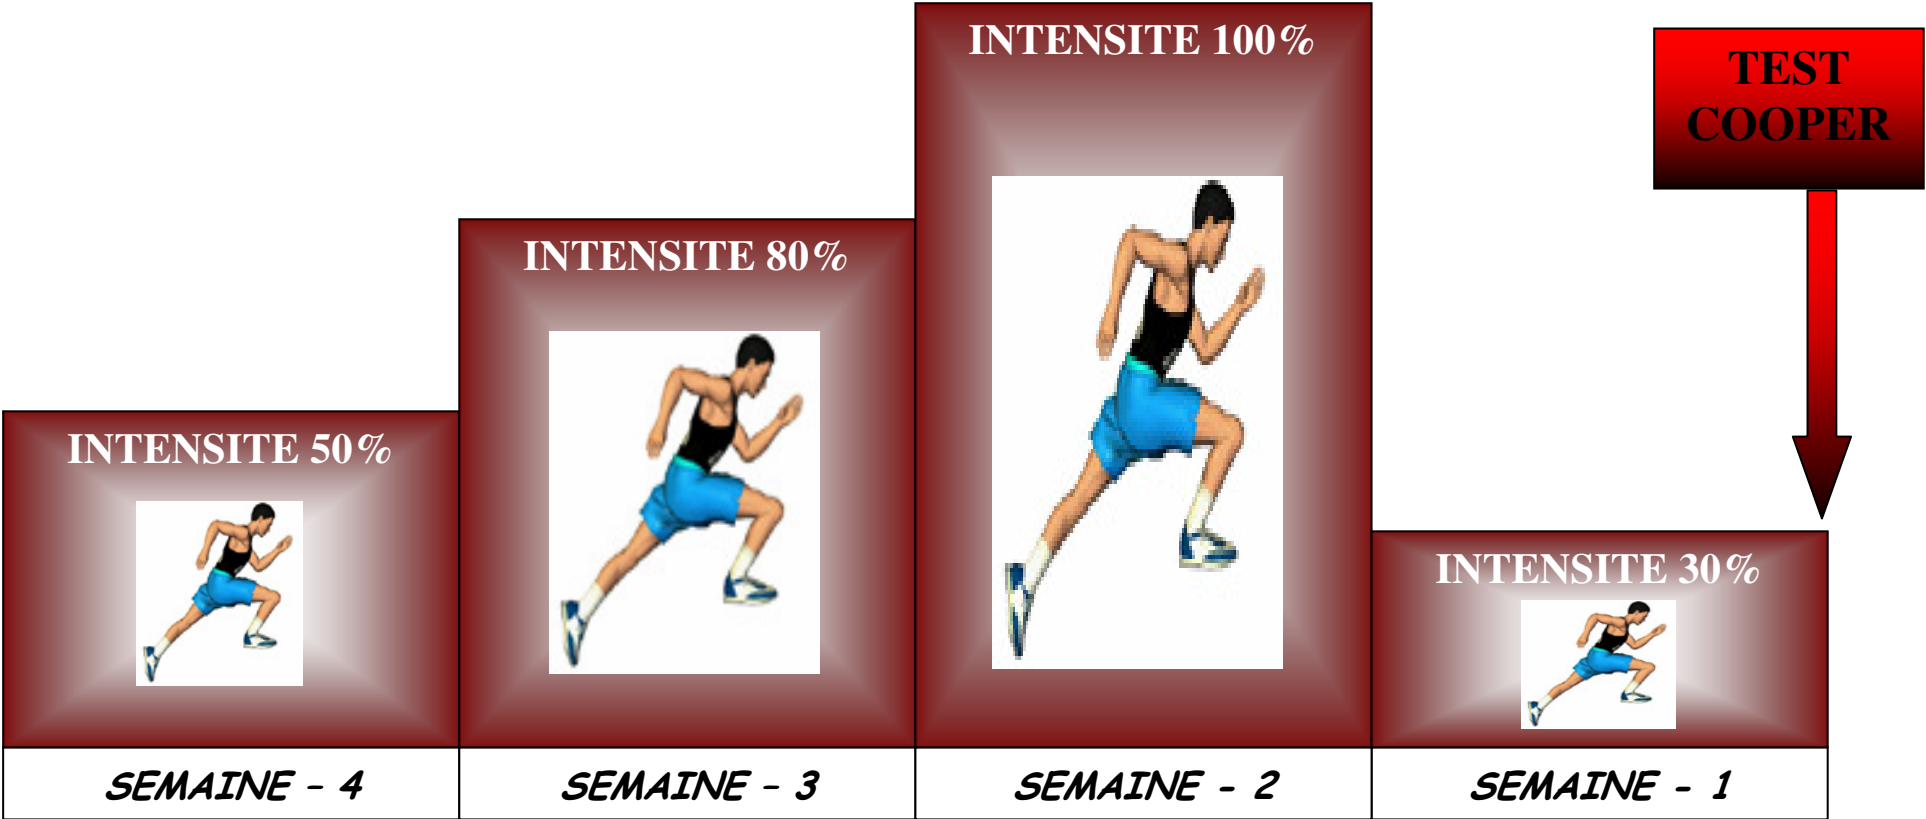 INTENSITE 100%
TEST
COOPER
INTENSITE 80%
INTENSITE 50%
INTENSITE 30%
SEMAINE - 4
SEMAINE - 3
SEMAINE - 2
SEMAINE - 1